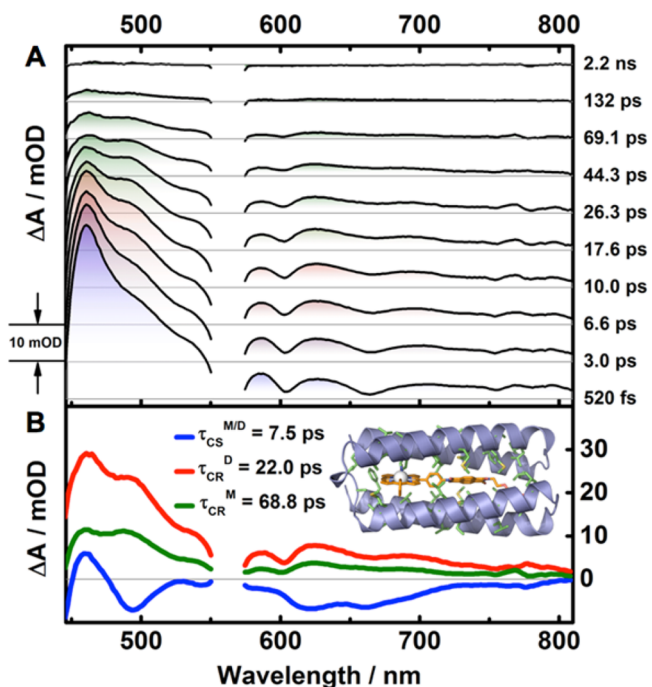 500 600 700 800
A
2.2 ns
132 ps
69.1 ps
44.3 ps
26.3 ps
17.6 ps
10.0 ps
6.6 ps
3.0 ps
520 fs
ΔA / mOD
10 mOD
B
τCS M/D = 7.5 ps
τCR D = 22.0 ps
τCR M = 68.8 ps
30
20
10
0
ΔA / mOD
500 600 700 800
Wavelength / nm